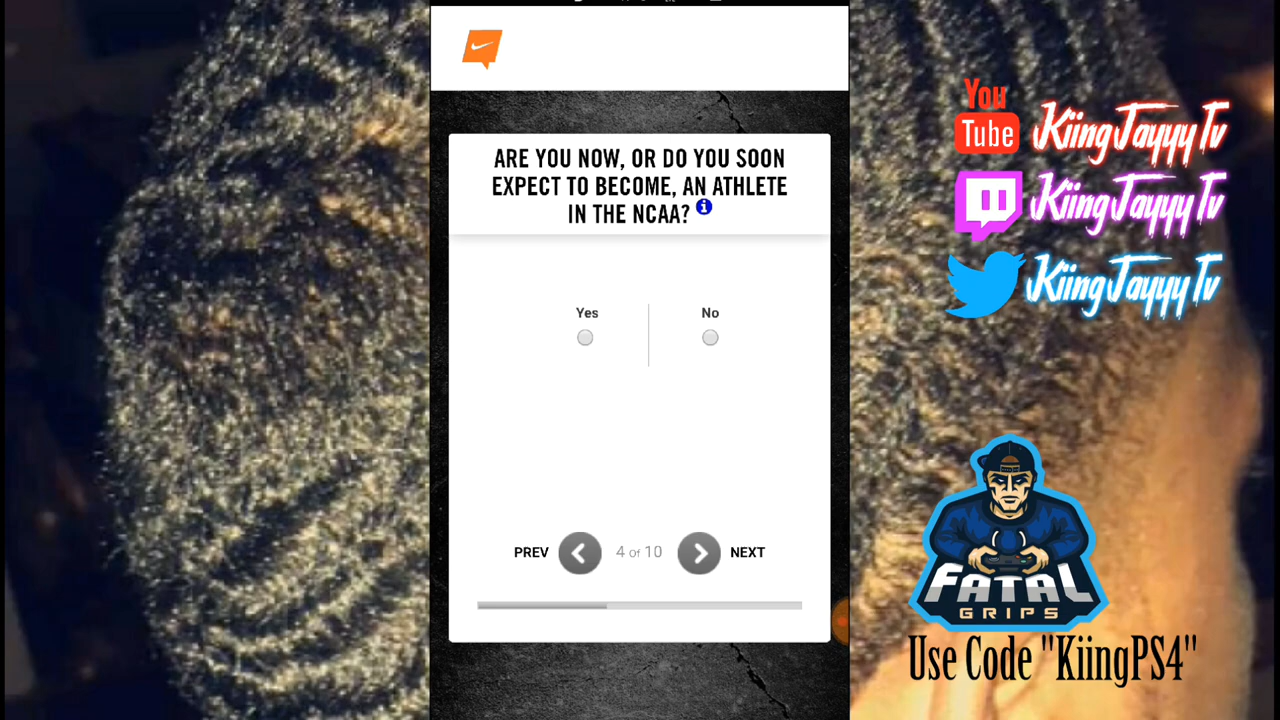 ARE YOU NOW, OR DO YOU SOON
EXPECT TO BECOME, AN ATHLETE
IN THE NCAA? i
Yes
No
PREV
4 of 10
NEXT
You
Tube
KiingJayyyTv
KiingJayyyTv
KiingJayyyTv
FATAL
GRIPS
Use Code "KiingPS4"